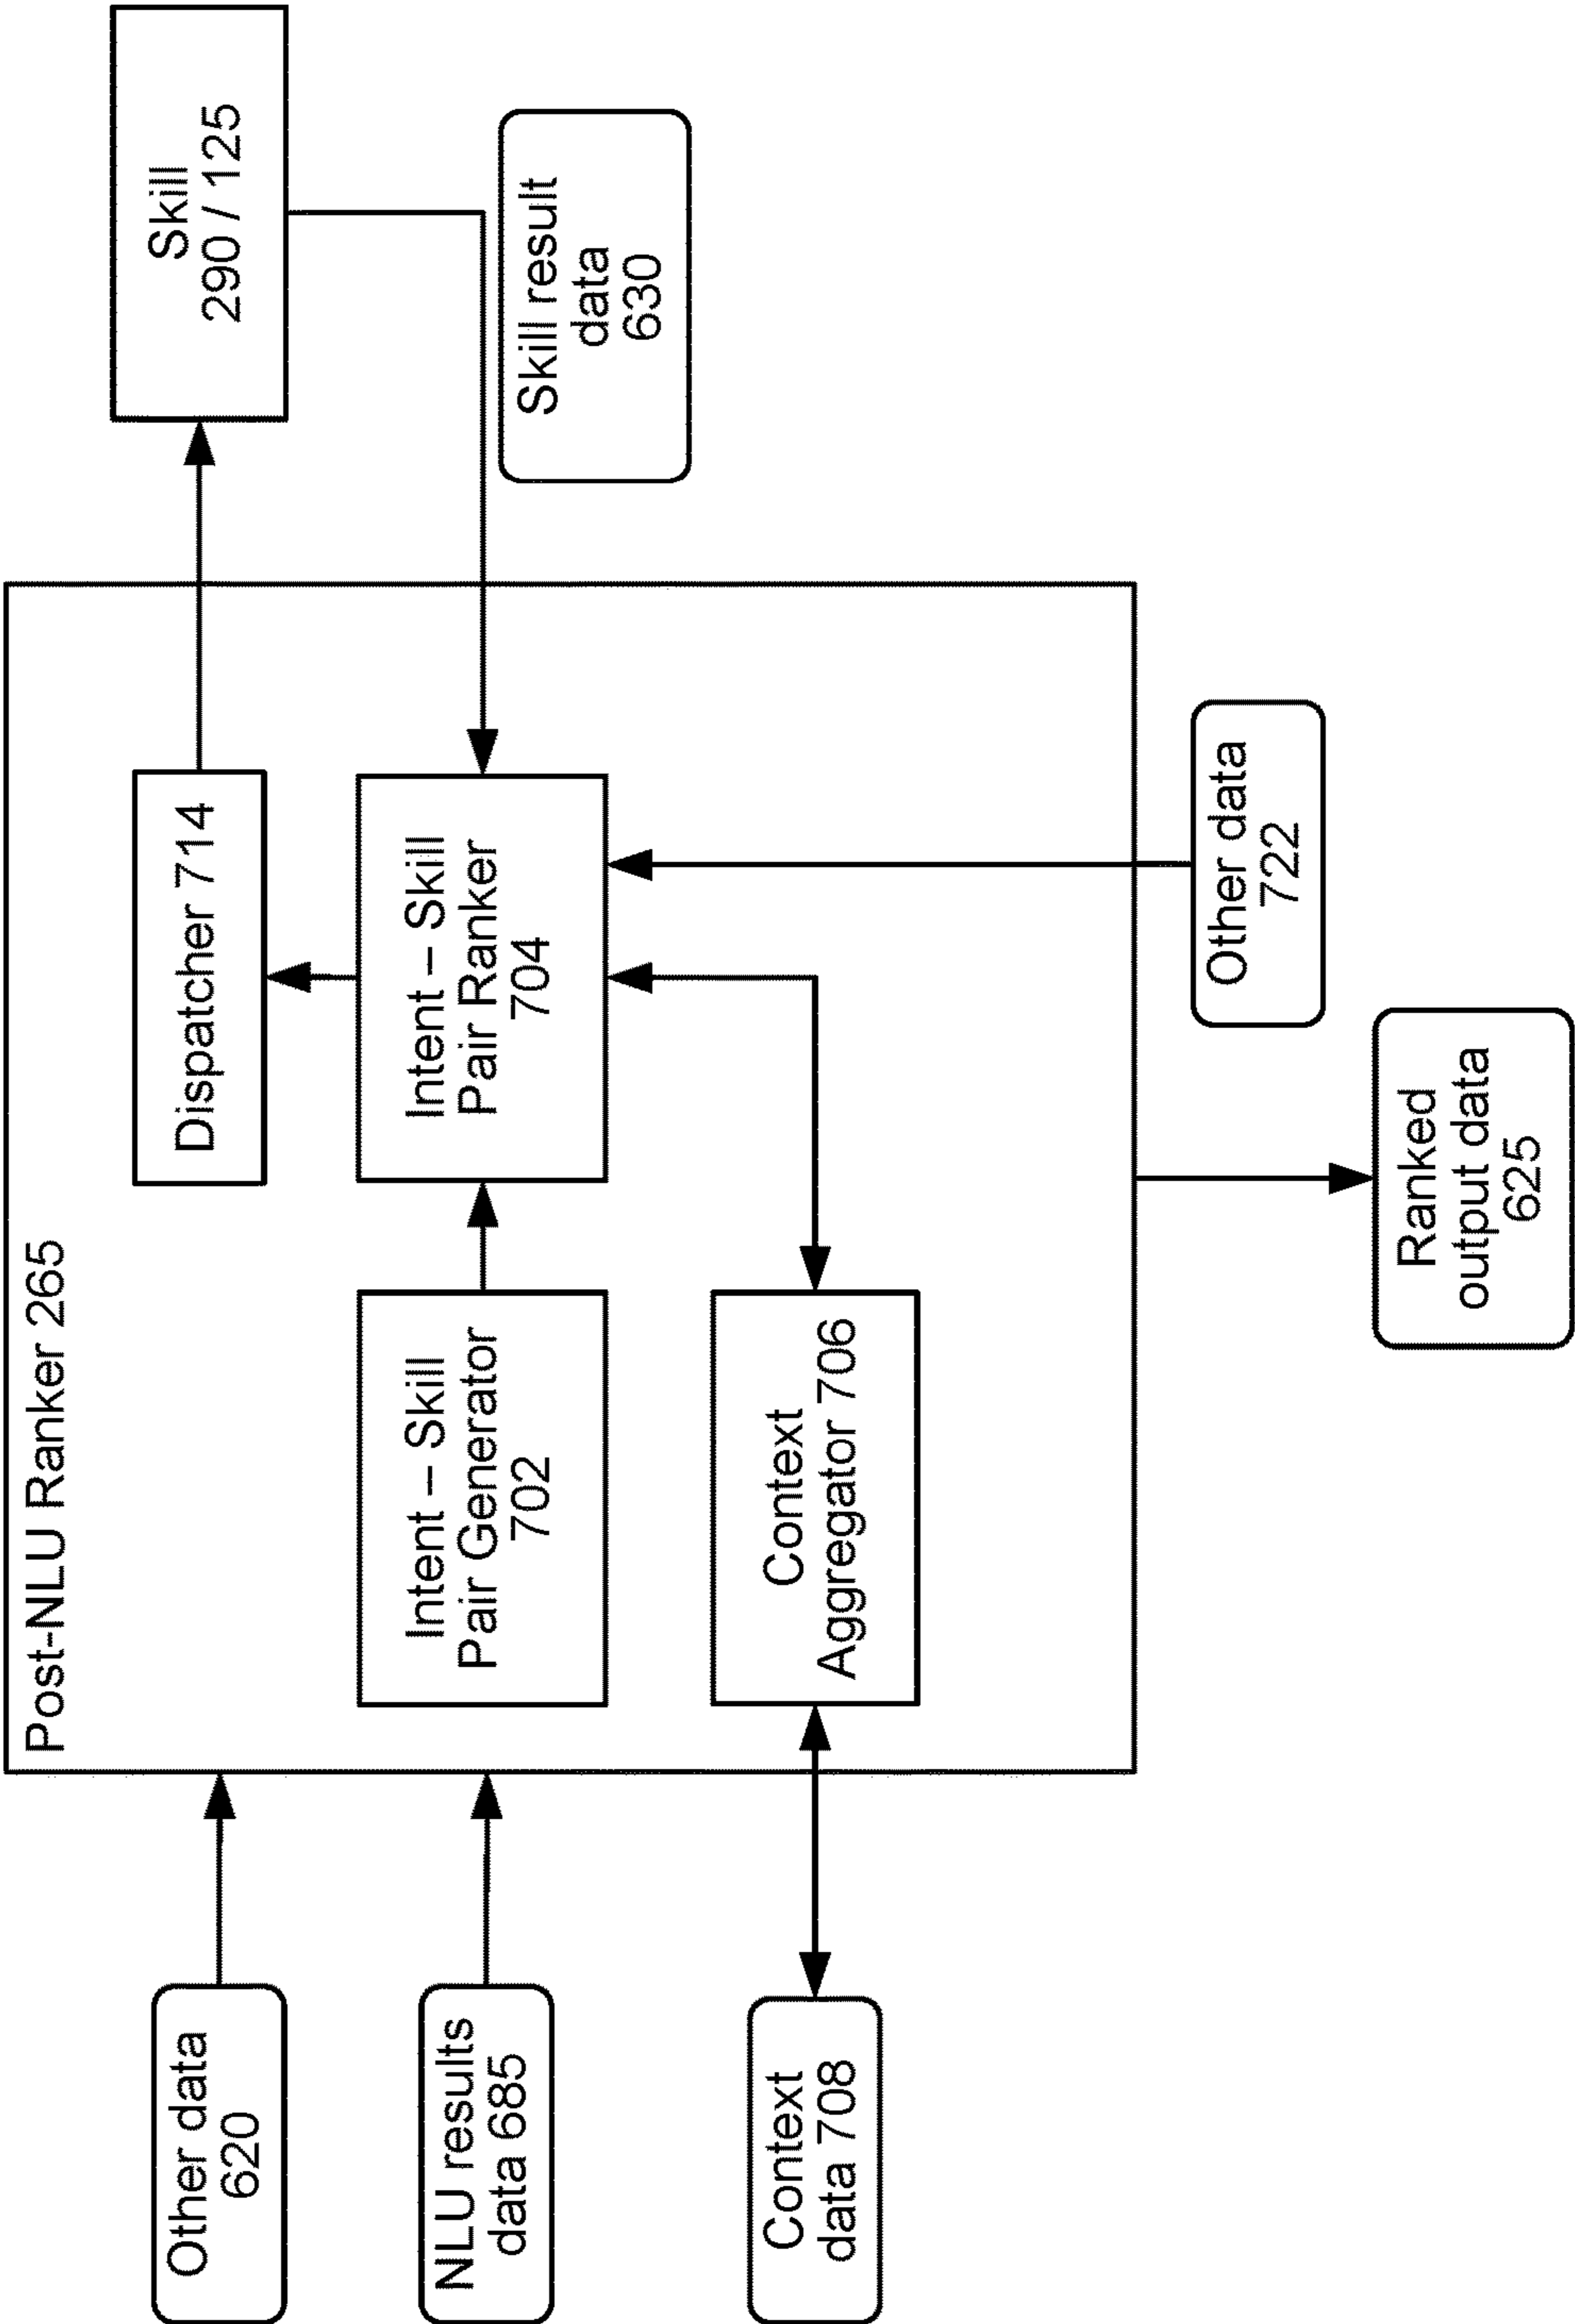 Post-NLU Ranker 265
Other data
620
NLU results
data 685
Context
data 708
Dispatcher 714
Intent – Skill
Pair Generator
702
Intent – Skill
Pair Ranker
704
Context
Aggregator 706
Skill
290 / 125
Skill result
data
630
Other data
722
Ranked
output data
625